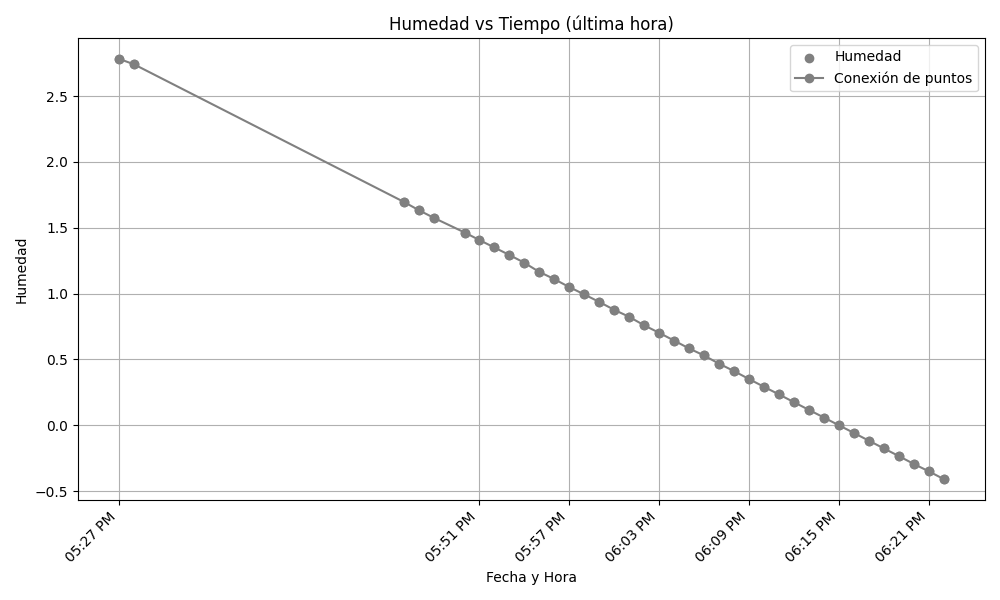 Humedad vs Tiempo (última hora)
Humedad
Conexión de puntos
Humedad
2.5
2.0
1.5
1.0
0.5
0.0
−0.5
05:27 PM
05:51 PM
05:57 PM
06:03 PM
06:09 PM
06:15 PM
06:21 PM
Fecha y Hora